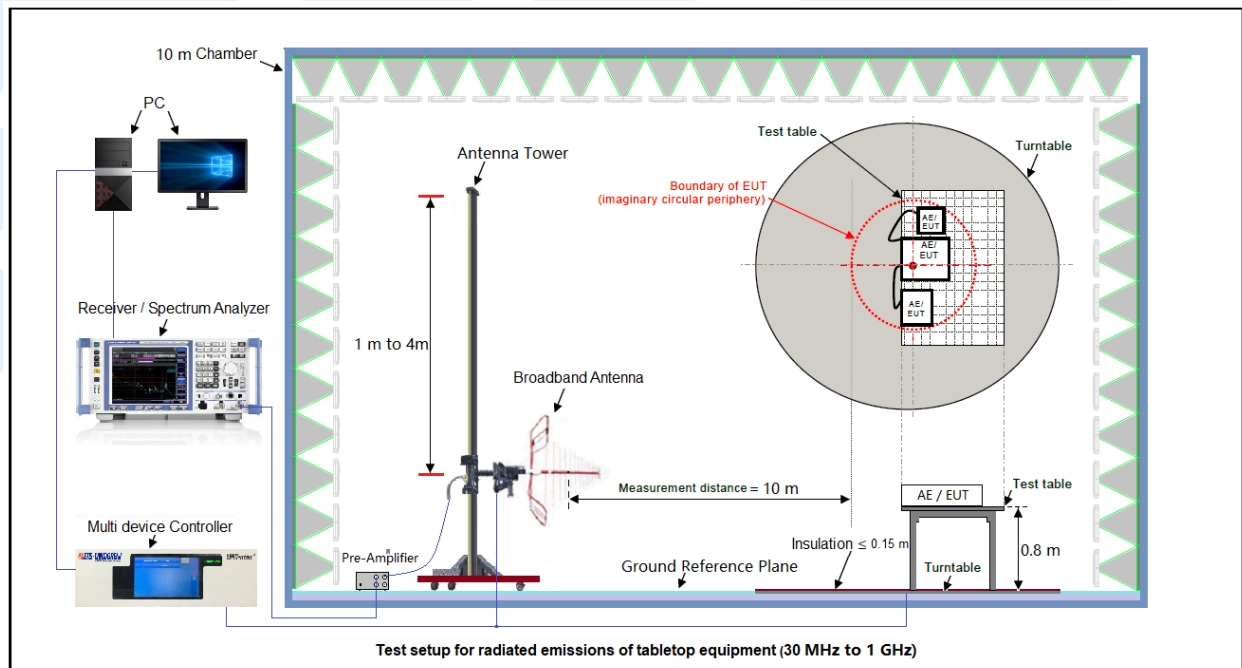 10 m Chamber
PC
Antenna Tower
Test table
Turntable
Boundary of EUT
(imaginary circular periphery)
AE/
EUT
AE/
EUT
AE/
EUT
Receiver / Spectrum Analyzer
1 m to 4m
Broadband Antenna
Measurement distance = 10 m
AE / EUT
Test table
Multi device Controller
Pre-Amplifier
Insulation ≤ 0.15 m
0.8 m
Ground Reference Plane
Turntable
Test setup for radiated emissions of tabletop equipment (30 MHz to 1 GHz)